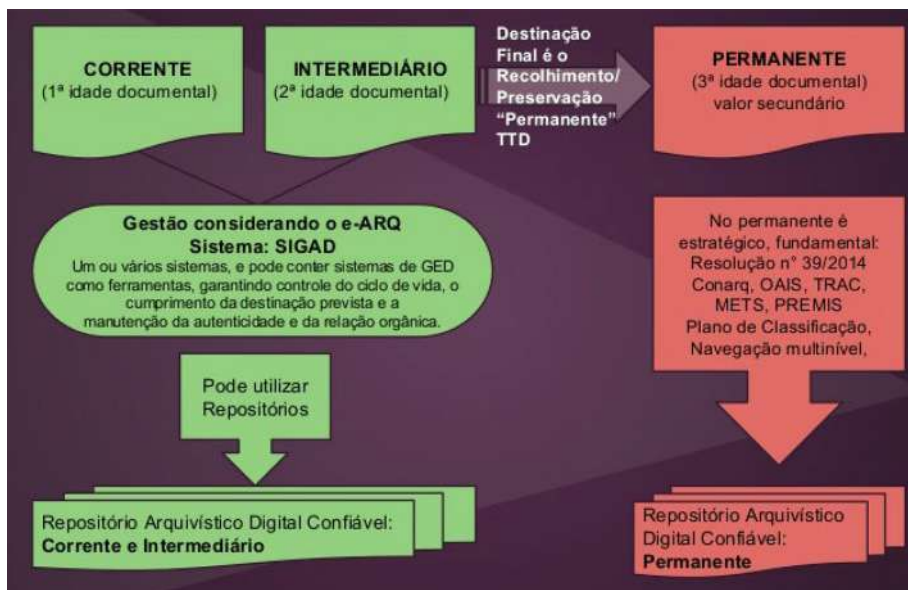 CORRENTE
(1ª idade documental)
INTERMEDIÁRIO
(2ª idade documental)
Destinação
Final é o
Recolhimento/
Preservação
“Permanente”
TTD
PERMANENTE
(3ª idade documental)
valor secundário
Gestão considerando o e-ARQ
Sistema: SIGAD
Um ou vários sistemas, e pode conter sistemas de GED
como ferramentas, garantindo controle do ciclo de vida, o
cumprimento da destinação prevista e a
manutenção da autenticidade e da relação orgânica.
No permanente é
estratégico, fundamental:
Resolução n° 39/2014
Conarq, OAIS, TRAC,
METS, PREMIS
Plano de Classificação,
Navegação multinível,
Pode utilizar
Repositórios
Repositório Arquivístico Digital Confiável:
Corrente e Intermediário
Repositório Arquivístico
Digital Confiável:
Permanente